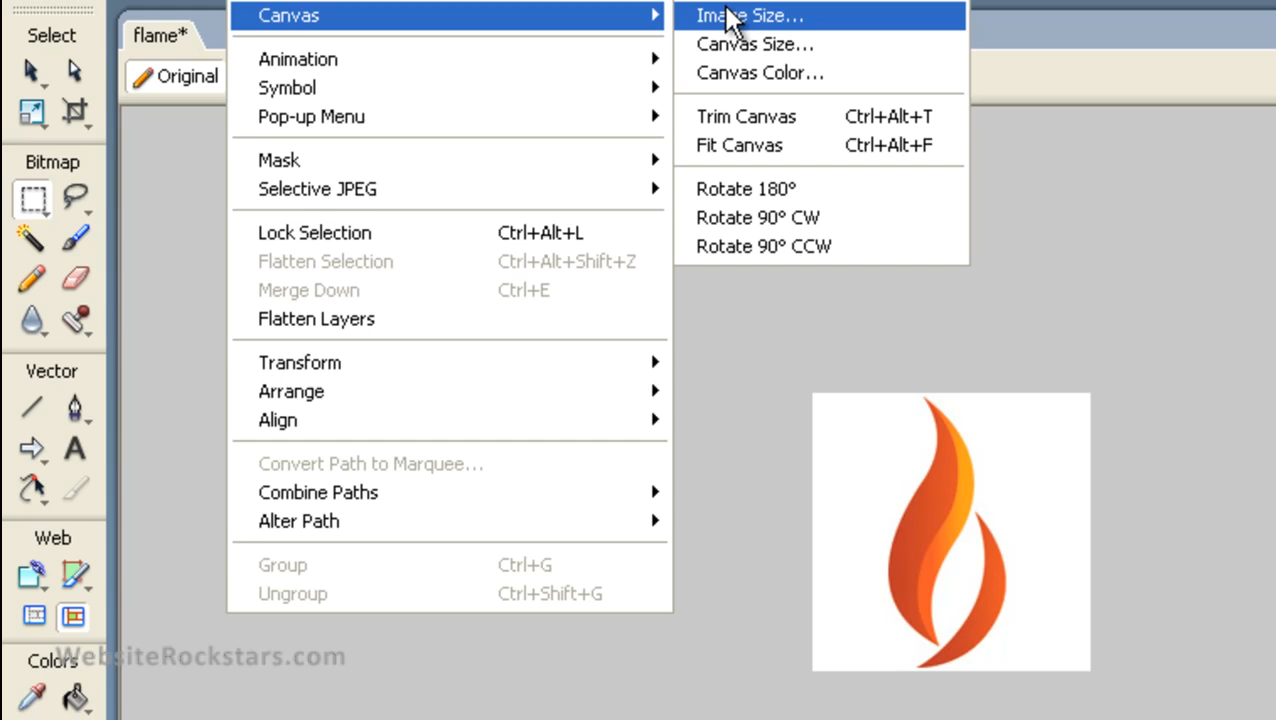 Select
flame*
Original
Bitmap
Vector
Web
Colors
Canvas
Animation
Symbol
Pop-up Menu
Mask
Selective JPEG
Lock Selection Ctrl+Alt+L
Flatten Selection Ctrl+Alt+Shift+Z
Merge Down Ctrl+E
Flatten Layers
Transform
Arrange
Align
Convert Path to Marquee...
Combine Paths
Alter Path
Group Ctrl+G
Ungroup Ctrl+Shift+G
Image Size...
Canvas Size...
Canvas Color...
Trim Canvas Ctrl+Alt+T
Fit Canvas Ctrl+Alt+F
Rotate 180°
Rotate 90° CW
Rotate 90° CCW
WebsiteRockstars.com